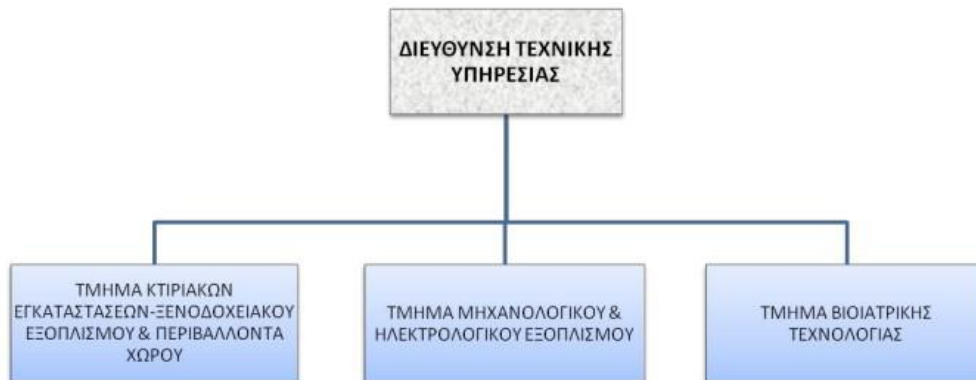 ΔΙΕΥΘΥΝΣΗ ΤΕΧΝΙΚΗΣ
ΥΠΗΡΕΣΙΑΣ
ΤΜΗΜΑ ΚΤΙΡΙΑΚΩΝ
ΕΓΚΑΤΑΣΤΑΣΕΩΝ-ΞΕΝΟΔΟΧΕΙΑΚΟΥ
ΕΞΟΠΛΙΣΜΟΥ & ΠΕΡΙΒΑΛΛΟΝΤΑ
ΧΩΡΟΥ
ΤΜΗΜΑ ΜΗΧΑΝΟΛΟΓΙΚΟΥ &
ΗΛΕΚΤΡΟΛΟΓΙΚΟΥ ΕΞΟΠΛΙΣΜΟΥ
ΤΜΗΜΑ ΒΙΟΙΑΤΡΙΚΗΣ
ΤΕΧΝΟΛΟΓΙΑΣ